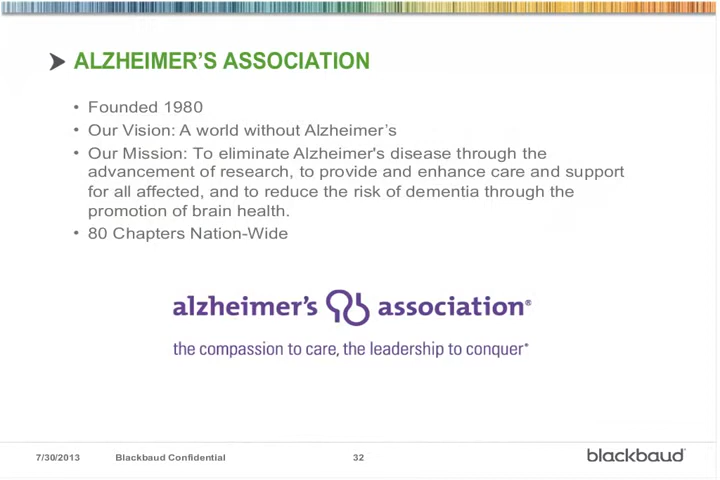 ALZHEIMER'S ASSOCIATION
• Founded 1980
• Our Vision: A world without Alzheimer's
• Our Mission: To eliminate Alzheimer's disease through the
advancement of research, to provide and enhance care and support
for all affected, and to reduce the risk of dementia through the
promotion of brain health.
• 80 Chapters Nation-Wide
alzheimer's association®
the compassion to care, the leadership to conquer®
7/30/2013 Blackbaud Confidential 32 blackbaud